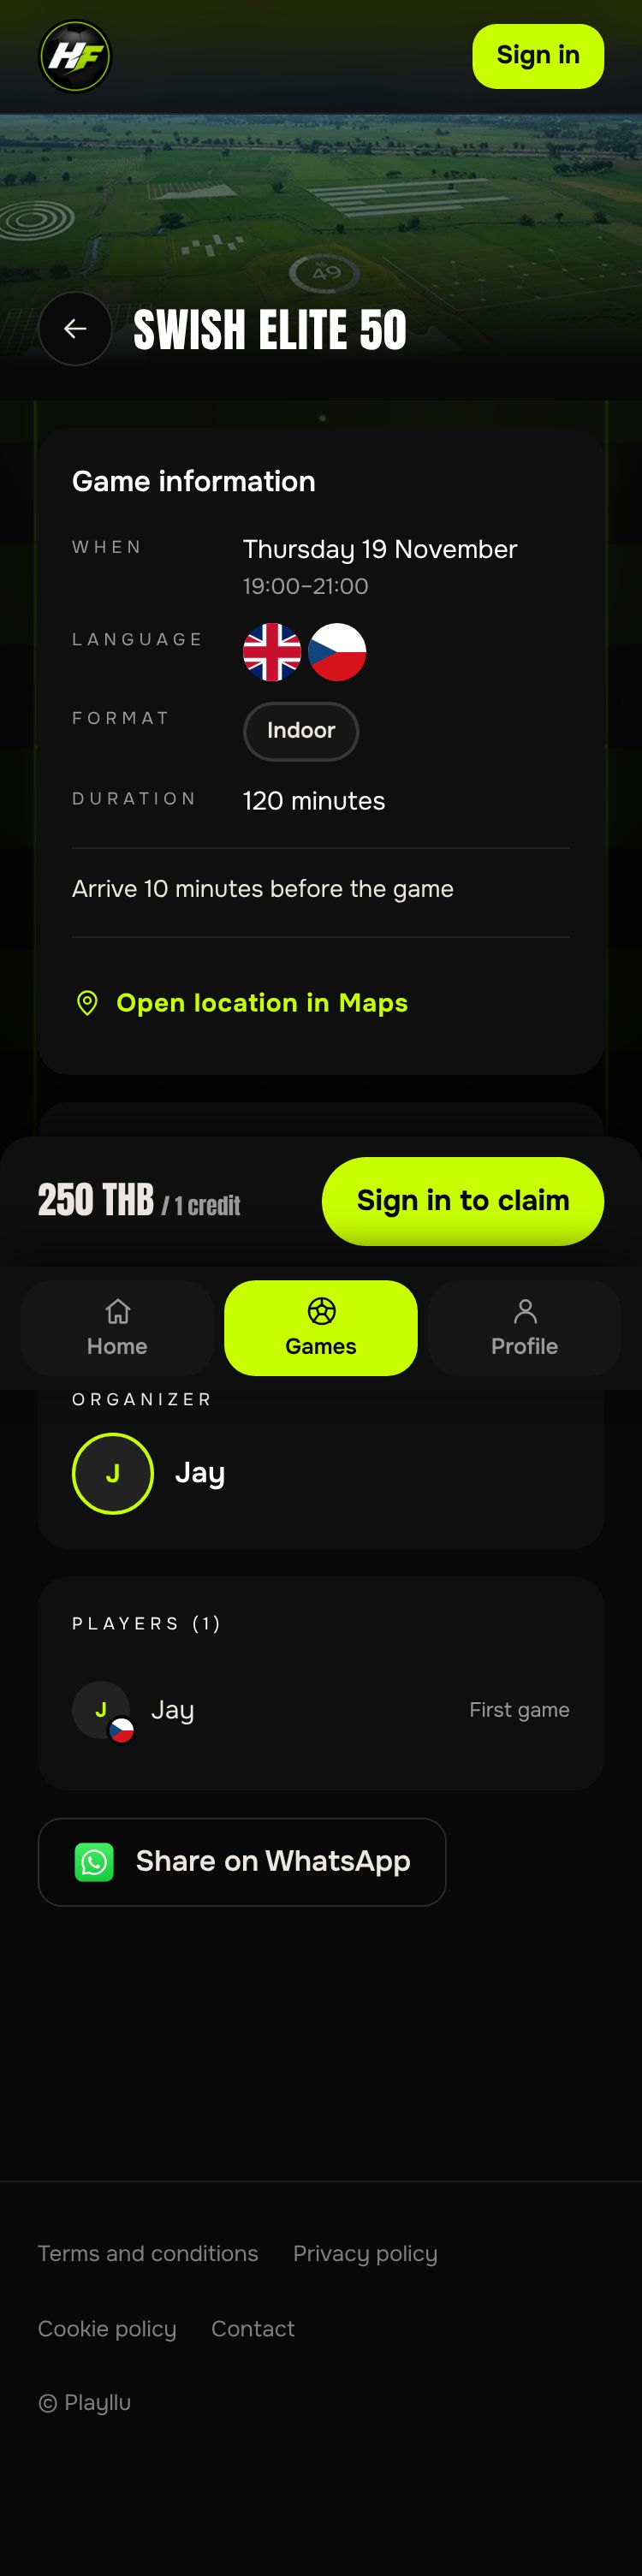 HF
Sign in
49
SWISH ELITE 50
Game information
WHEN
Thursday 19 November
19:00–21:00
LANGUAGE
FORMAT
Indoor
DURATION
120 minutes
Arrive 10 minutes before the game
Open location in Maps
250 THB / 1 credit
Sign in to claim
Home
Games
Profile
ORGANIZER
J
Jay
PLAYERS (1)
J
Jay
First game
Share on WhatsApp
Terms and conditions
Privacy policy
Cookie policy
Contact
© Playllu